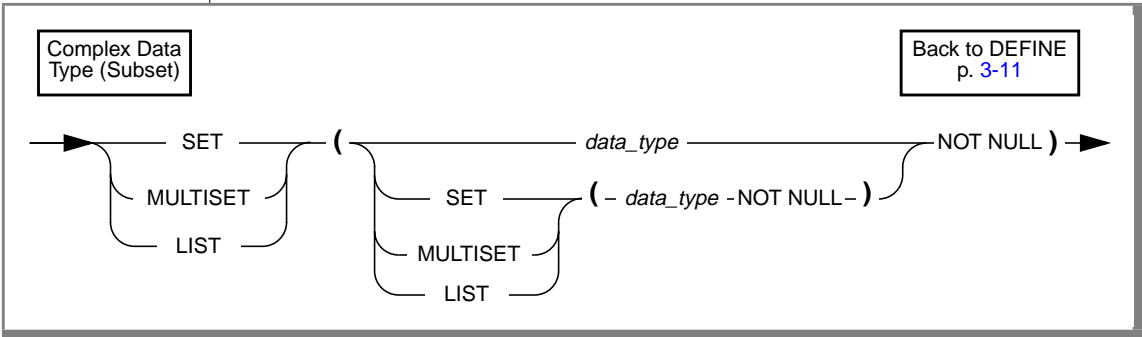 Complex Data
Type (Subset)
Back to DEFINE
p. 3-11
SET ( data_type NOT NULL )
MULTISET SET ( data_type NOT NULL )
LIST MULTISET
LIST